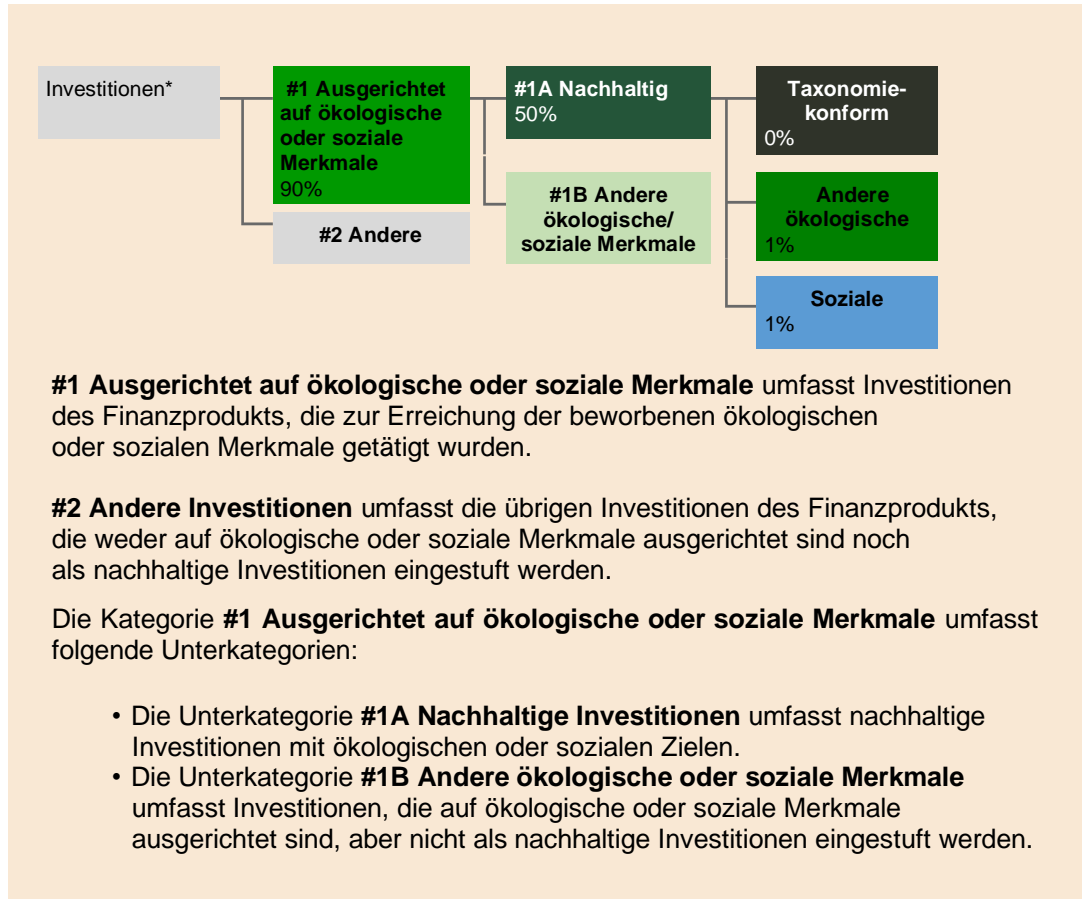 Investitionen*
#1 Ausgerichtet
auf ökologische
oder soziale
Merkmale
90%
#2 Andere
#1A Nachhaltig
50%
#1B Andere
ökologische/
soziale Merkmale
Taxonomie-
konform
0%
Andere
ökologische
1%
Soziale
1%
#1 Ausgerichtet auf ökologische oder soziale Merkmale umfasst Investitionen
des Finanzprodukts, die zur Erreichung der beworbenen ökologischen
oder sozialen Merkmale getätigt wurden.
#2 Andere Investitionen umfasst die übrigen Investitionen des Finanzprodukts,
die weder auf ökologische oder soziale Merkmale ausgerichtet sind noch
als nachhaltige Investitionen eingestuft werden.
Die Kategorie #1 Ausgerichtet auf ökologische oder soziale Merkmale umfasst
folgende Unterkategorien:
• Die Unterkategorie #1A Nachhaltige Investitionen umfasst nachhaltige
Investitionen mit ökologischen oder sozialen Zielen.
• Die Unterkategorie #1B Andere ökologische oder soziale Merkmale
umfasst Investitionen, die auf ökologische oder soziale Merkmale
ausgerichtet sind, aber nicht als nachhaltige Investitionen eingestuft werden.